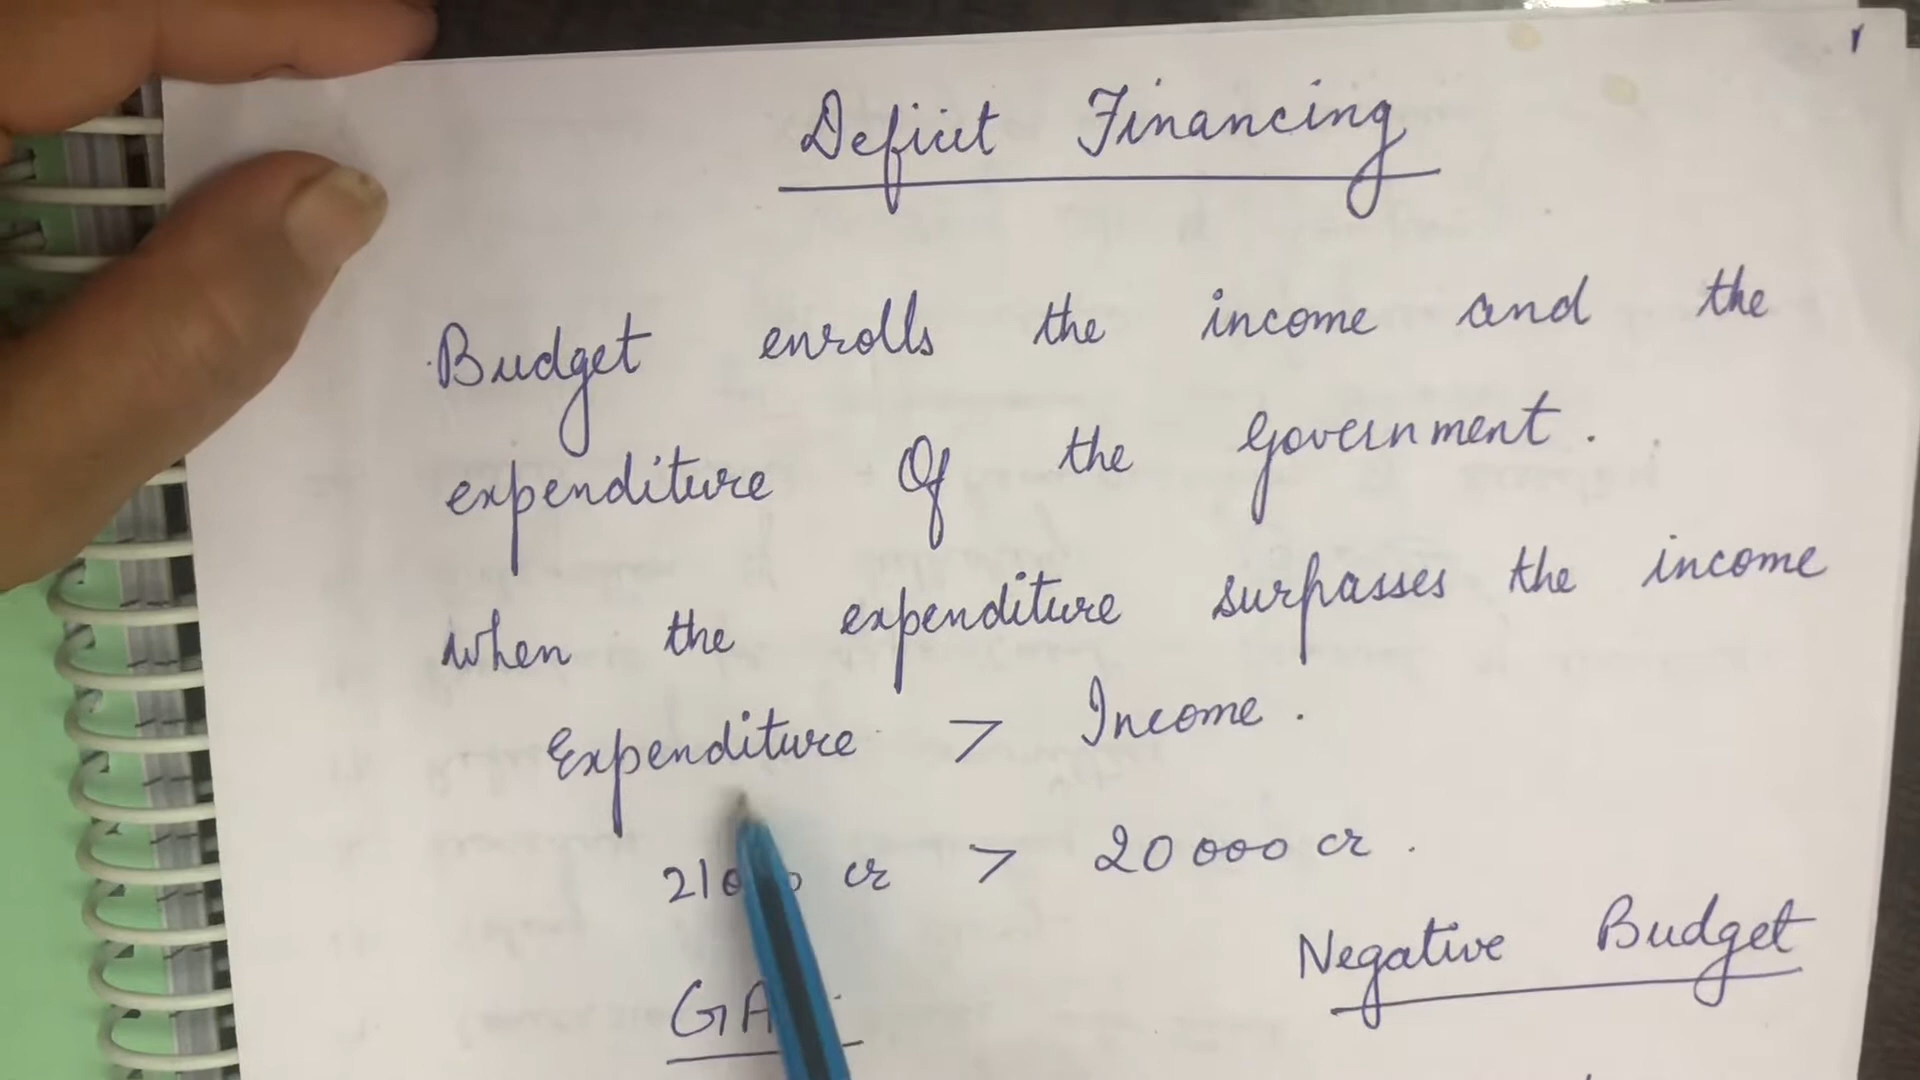 Deficit Financing
Budget enrolls the income and the
expenditure Of the government.
when the expenditure surpasses the income
Expenditure > Income.
cr > 20000 cr.
Negative Budget